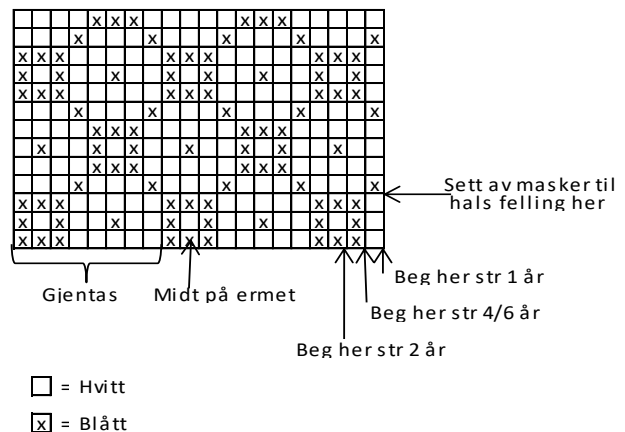 Sett av masker til
hals felling her
Beg her str 1 år
Gjentas
Midt på ermet
Beg her str 4/6 år
Beg her str 2 år
= Hvitt
x = Blått